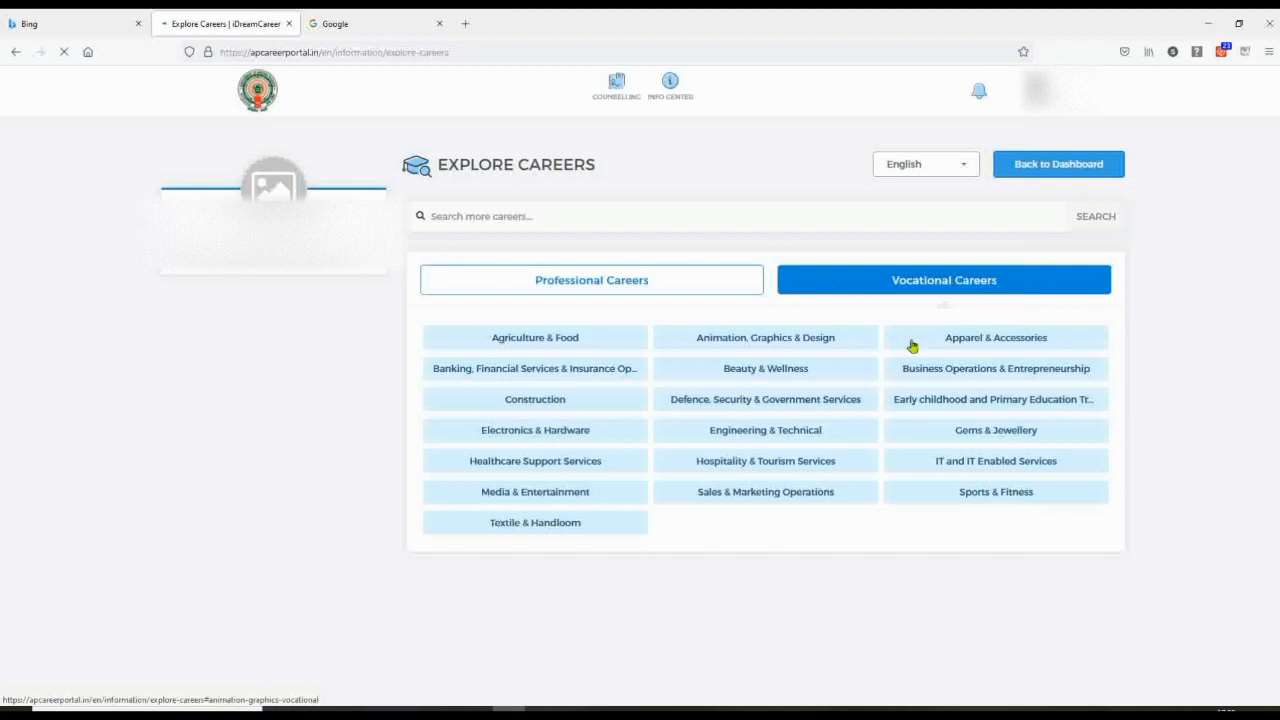 Bing
Explore Careers | iDreamCareer
Google
https://apcareerportal.in/en/information/explore-careers
23
COUNSELLING
INFO CENTER
EXPLORE CAREERS
English
Back to Dashboard
Search more careers...
SEARCH
Professional Careers
Vocational Careers
Agriculture & Food
Animation, Graphics & Design
Apparel & Accessories
Banking, Financial Services & Insurance Op...
Beauty & Wellness
Business Operations & Entrepreneurship
Construction
Defence, Security & Government Services
Early childhood and Primary Education Tr...
Electronics & Hardware
Engineering & Technical
Gems & Jewellery
Healthcare Support Services
Hospitality & Tourism Services
IT and IT Enabled Services
Media & Entertainment
Sales & Marketing Operations
Sports & Fitness
Textile & Handloom
https://apcareerportal.in/en/information/explore-careers#animation-graphics-vocational